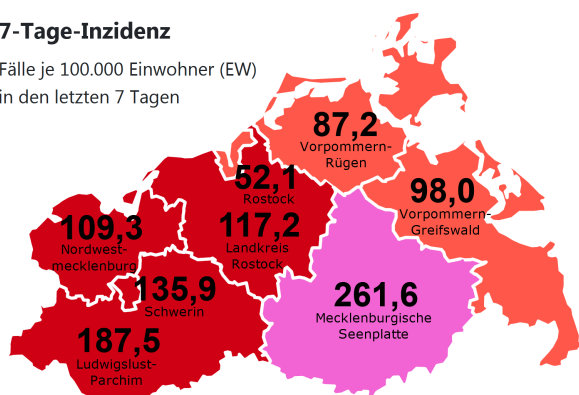 7-Tage-Inzidenz
Fälle je 100.000 Einwohner (EW)
in den letzten 7 Tagen
87,2
Vorpommern-
Rügen
52,1
Rostock
98,0
Vorpommern-
Greifswald
109,3
Nordwest-
mecklenburg
117,2
Landkreis
Rostock
135,9
Schwerin
261,6
Mecklenburgische
Seenplatte
187,5
Ludwigslust-
Parchim